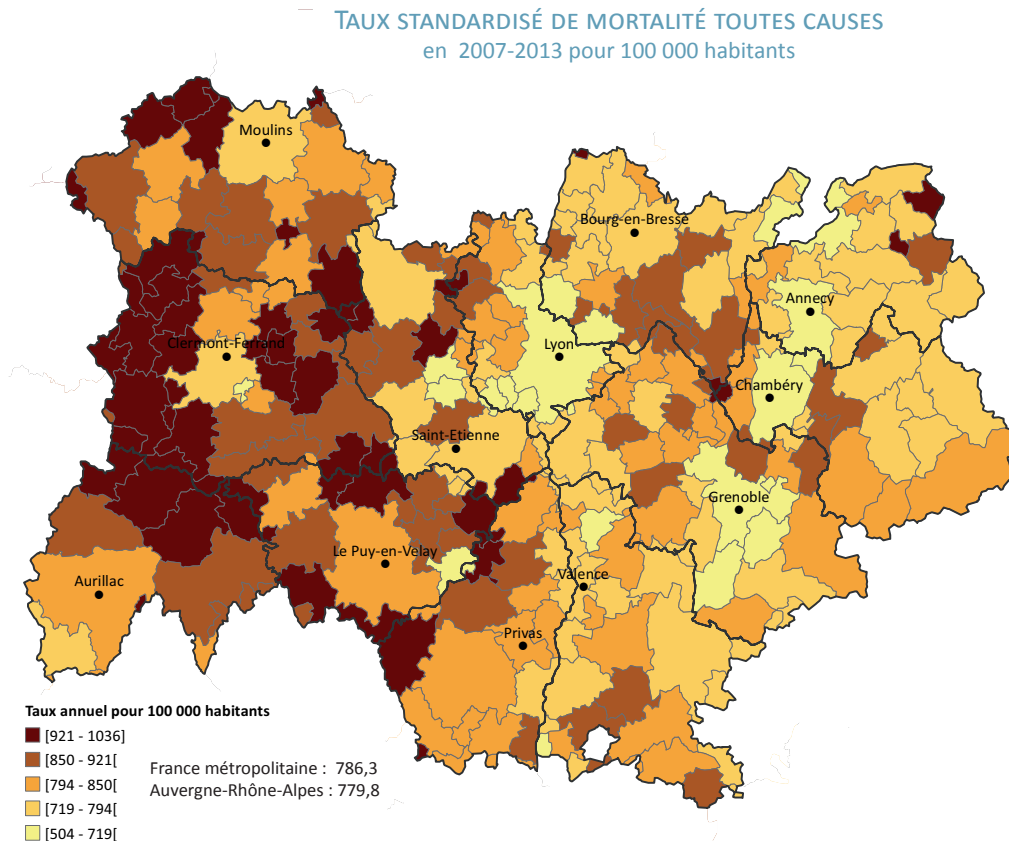 TAUX STANDARDISÉ DE MORTALITÉ TOUTES CAUSES
en 2007-2013 pour 100 000 habitants
Moulins
Bourg-en-Bresse
Annecy
Clermont-Ferrand
Lyon
Chambéry
Saint-Etienne
Grenoble
Le Puy-en-Velay
Aurillac
Valence
Privas
Taux annuel pour 100 000 habitants
[921 - 1036]
[850 - 921[
[794 - 850[
[719 - 794[
[504 - 719[
France métropolitaine : 786,3
Auvergne-Rhône-Alpes : 779,8